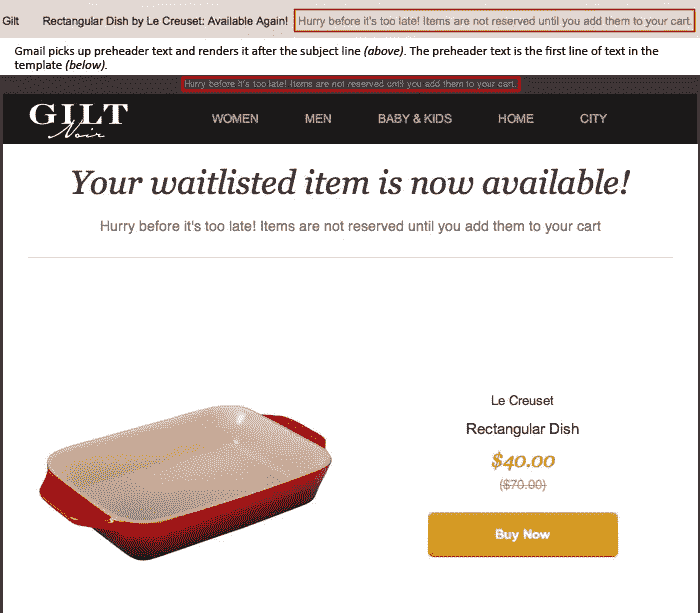 Gilt Rectangular Dish by Le Creuset: Available Again! Hurry before it's too late! Items are not reserved until you add them to your cart.
Gmail picks up preheader text and renders it after the subject line (above). The preheader text is the first line of text in the
template (below).
Hurry before it's too late! Items are not reserved until you add them to your cart.
GILT
Noir
WOMEN MEN BABY & KIDS HOME CITY
Your waitlisted item is now available!
Hurry before it's too late! Items are not reserved until you add them to your cart
Le Creuset
Rectangular Dish
$40.00
($70.00)
Buy Now